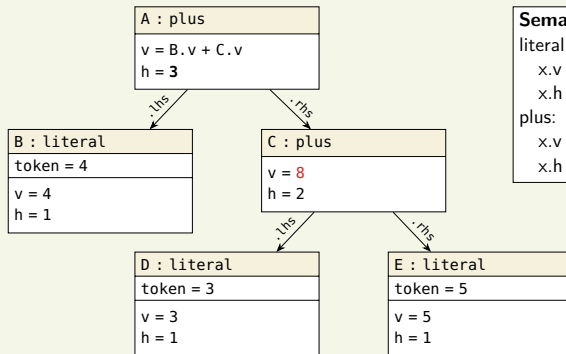 A : plus
v = B.v + C.v
h = 3
.lhs
.rhs
B : literal
token = 4
v = 4
h = 1
C : plus
v = 8
h = 2
.lhs
.rhs
D : literal
token = 3
v = 3
h = 1
E : literal
token = 5
v = 5
h = 1
literal
x.v
x.h
plus:
x.v
x.h